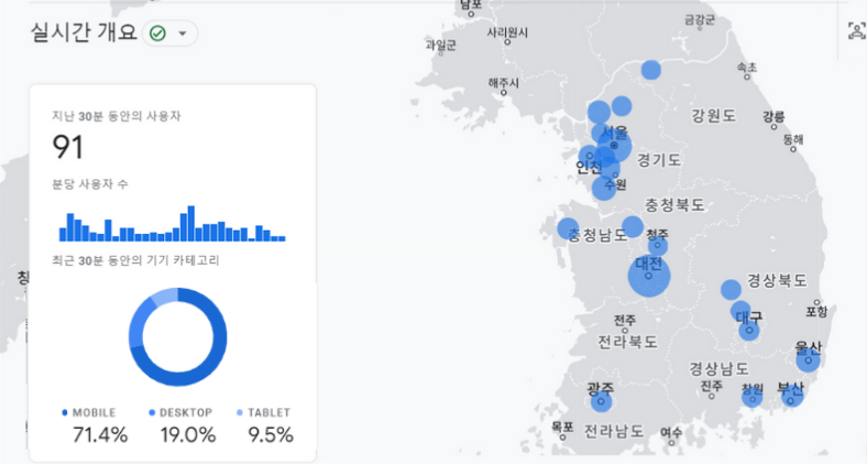 실시간 개요
지난 30분 동안의 사용자
91
분당 사용자 수
최근 30분 동안의 기기 카테고리
MOBILE
71.4%
DESKTOP
19.0%
TABLET
9.5%
남포
사리원시
과일군
해주시
금강군
속초
강원도
강릉
동해
서울
경기도
인천
수원
충청북도
충청남도
청주
대전
경상북도
포항
대구
전주
전라북도
울산
경상남도
진주
창원
부산
광주
목포
전라남도
여수